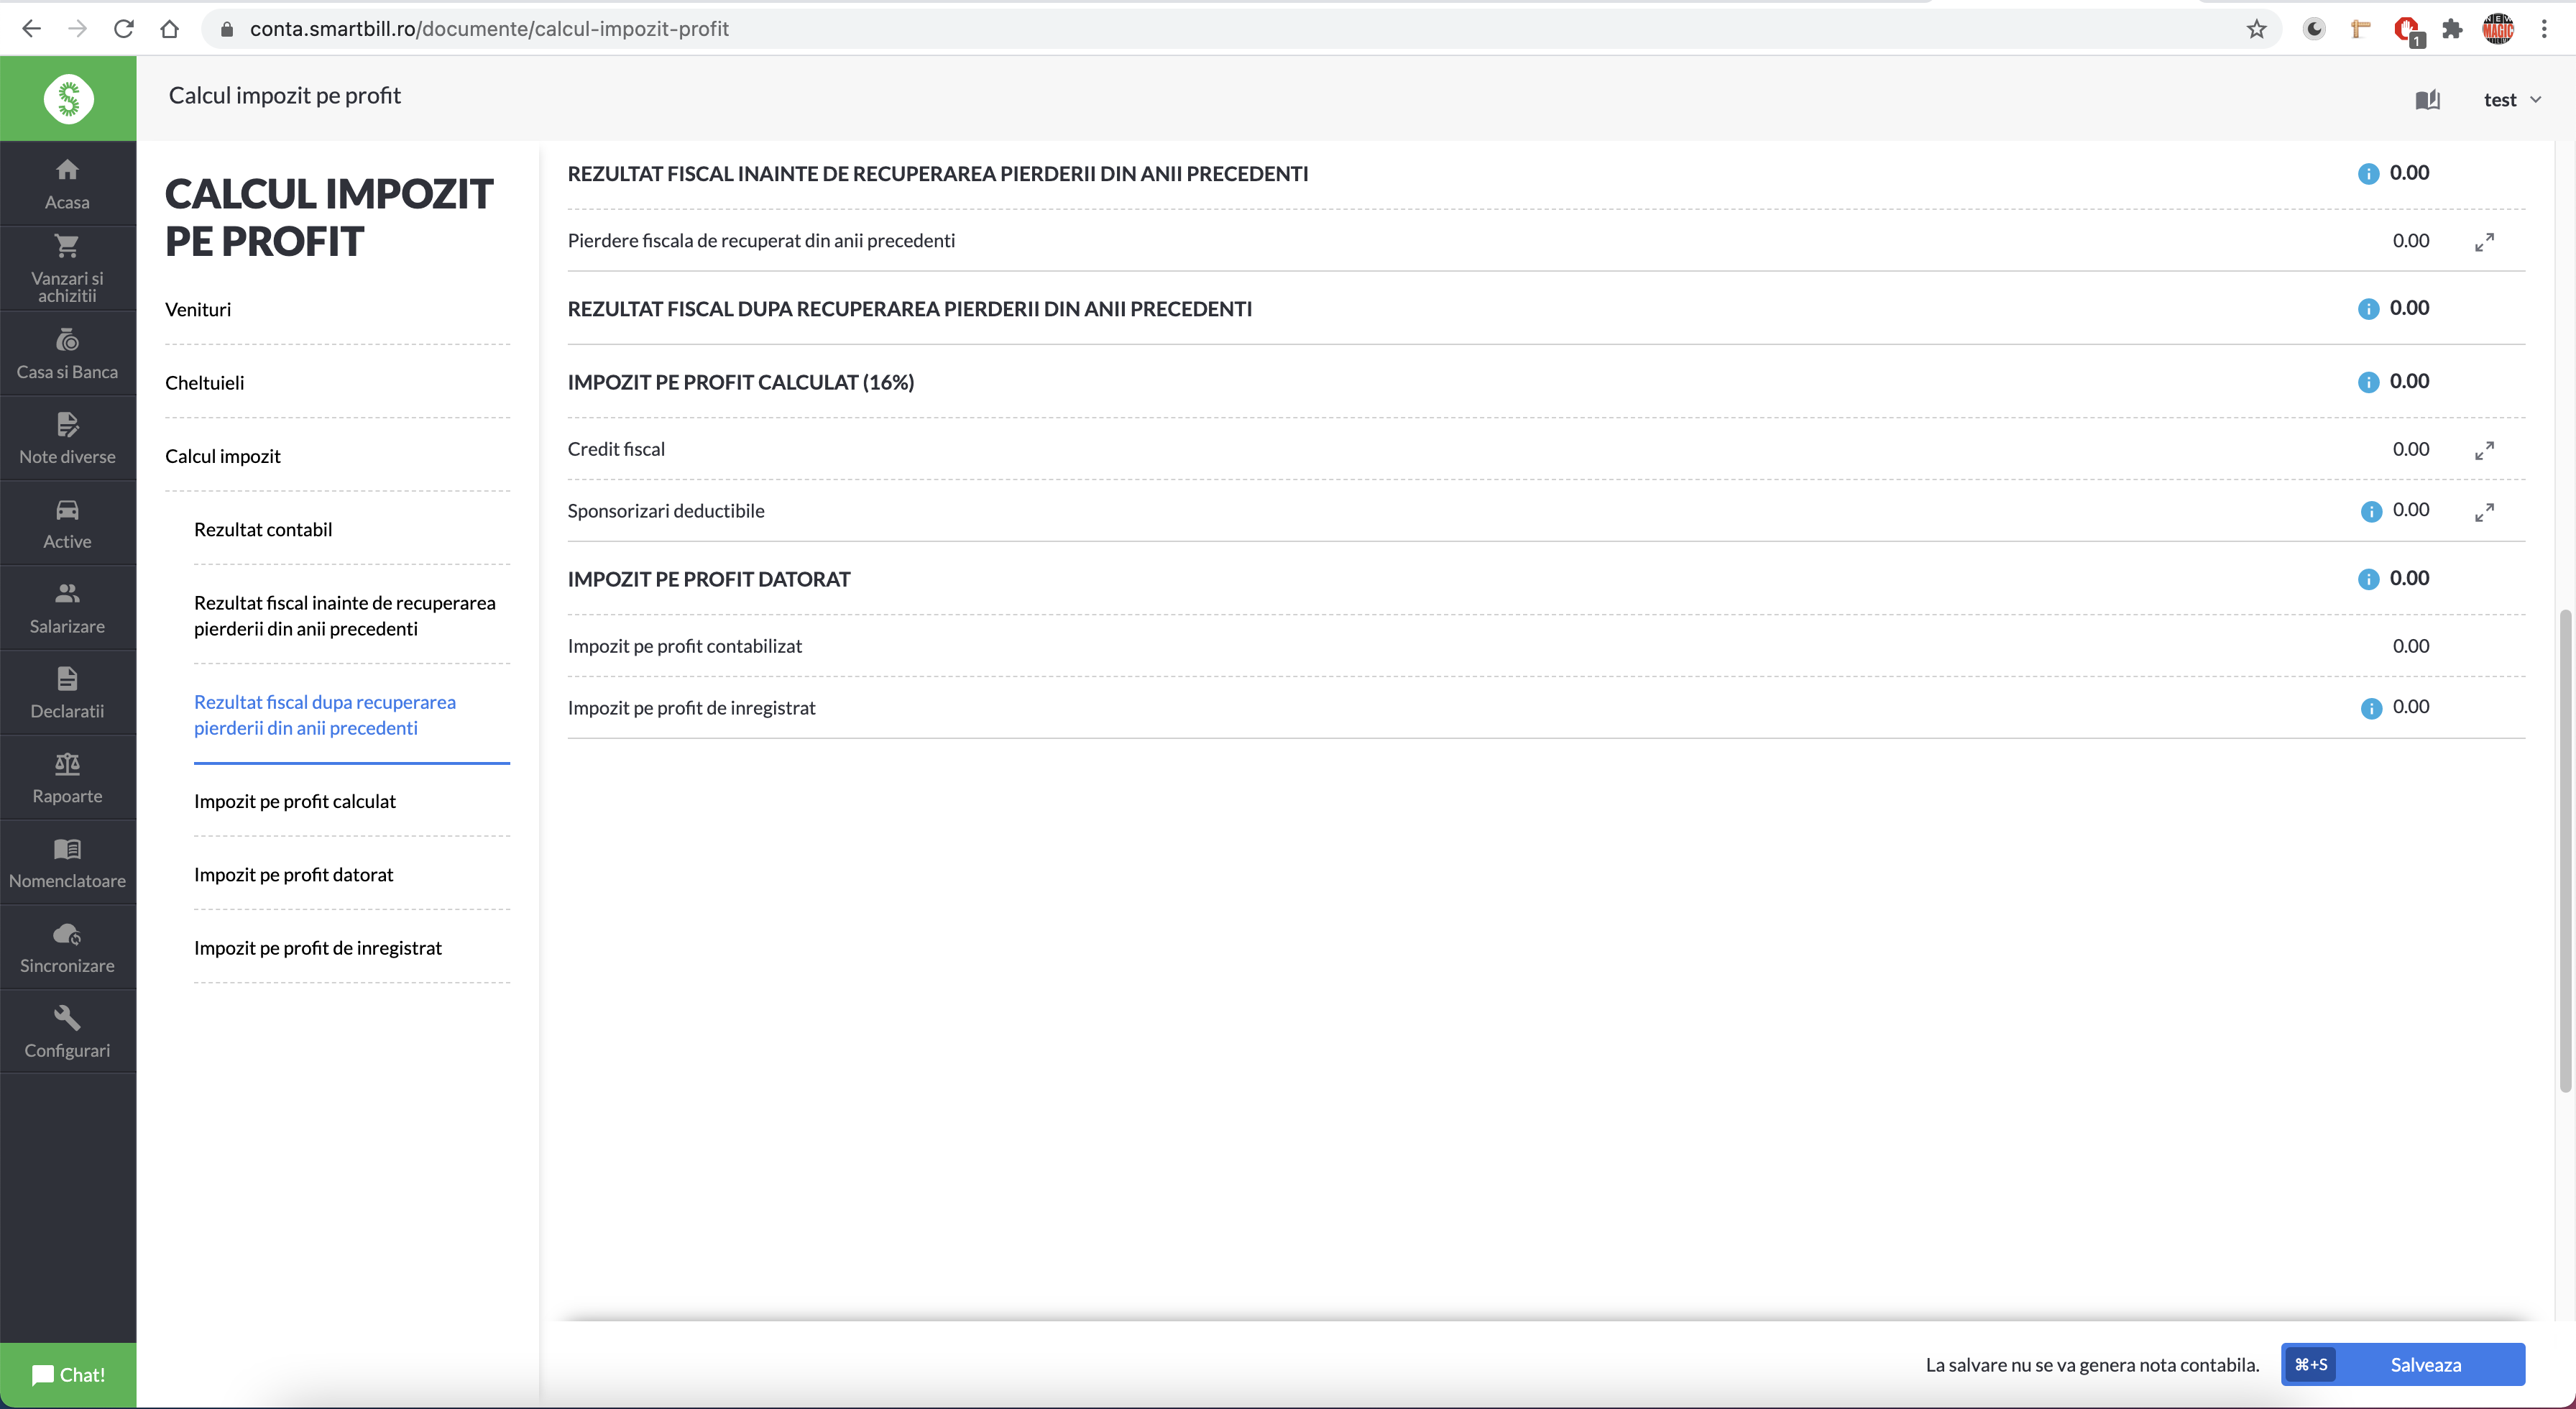 conta.smartbill.ro/documente/calcul-impozit-profit
1
NEW
MAGIC
Calcul impozit pe profit
test
Acasa
Vanzari si
achizitii
Casa si Banca
Note diverse
Active
Salarizare
Declaratii
Rapoarte
Nomenclatoare
Sincronizare
Configurari
Chat!
CALCUL IMPOZIT
PE PROFIT
Venituri
Cheltuieli
Calcul impozit
Rezultat contabil
Rezultat fiscal inainte de recuperarea
pierderii din anii precedenti
Rezultat fiscal dupa recuperarea
pierderii din anii precedenti
Impozit pe profit calculat
Impozit pe profit datorat
Impozit pe profit de inregistrat
REZULTAT FISCAL INAINTE DE RECUPERAREA PIERDERII DIN ANII PRECEDENTI 0.00
Pierdere fiscala de recuperat din anii precedenti 0.00
REZULTAT FISCAL DUPA RECUPERAREA PIERDERII DIN ANII PRECEDENTI 0.00
IMPOZIT PE PROFIT CALCULAT (16%) 0.00
Credit fiscal 0.00
Sponsorizari deductibile 0.00
IMPOZIT PE PROFIT DATORAT 0.00
Impozit pe profit contabilizat 0.00
Impozit pe profit de inregistrat 0.00
La salvare nu se va genera nota contabila. ⌘+S Salveaza